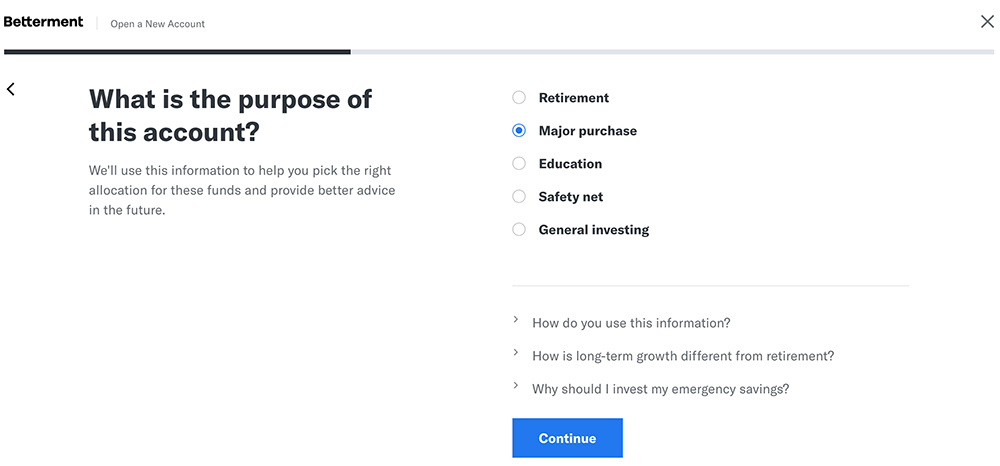 Betterment
Open a New Account
What is the purpose of
this account?
We'll use this information to help you pick the right
allocation for these funds and provide better advice
in the future.
Retirement
Major purchase
Education
Safety net
General investing
How do you use this information?
How is long-term growth different from retirement?
Why should I invest my emergency savings?
Continue